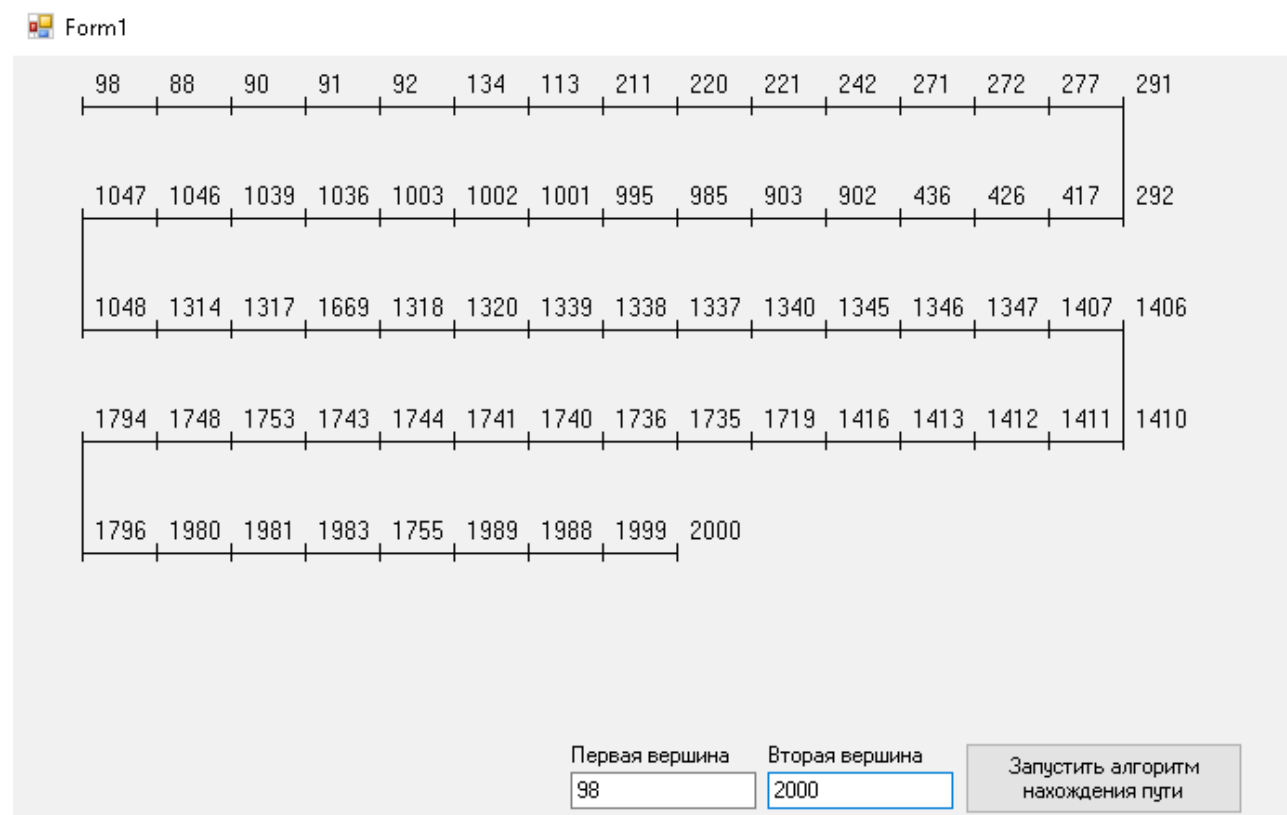 Form1
98 88 90 91 92 134 113 211 220 221 242 271 272 277 291
1047 1046 1039 1036 1003 1002 1001 995 985 903 902 436 426 417 292
1048 1314 1317 1669 1318 1320 1339 1338 1337 1340 1345 1346 1347 1407 1406
1794 1748 1753 1743 1744 1741 1740 1736 1735 1719 1416 1413 1412 1411 1410
1796 1980 1981 1983 1755 1989 1988 1999 2000
Первая вершина Вторая вершина
98 2000
Запустить алгоритм
нахождения пути